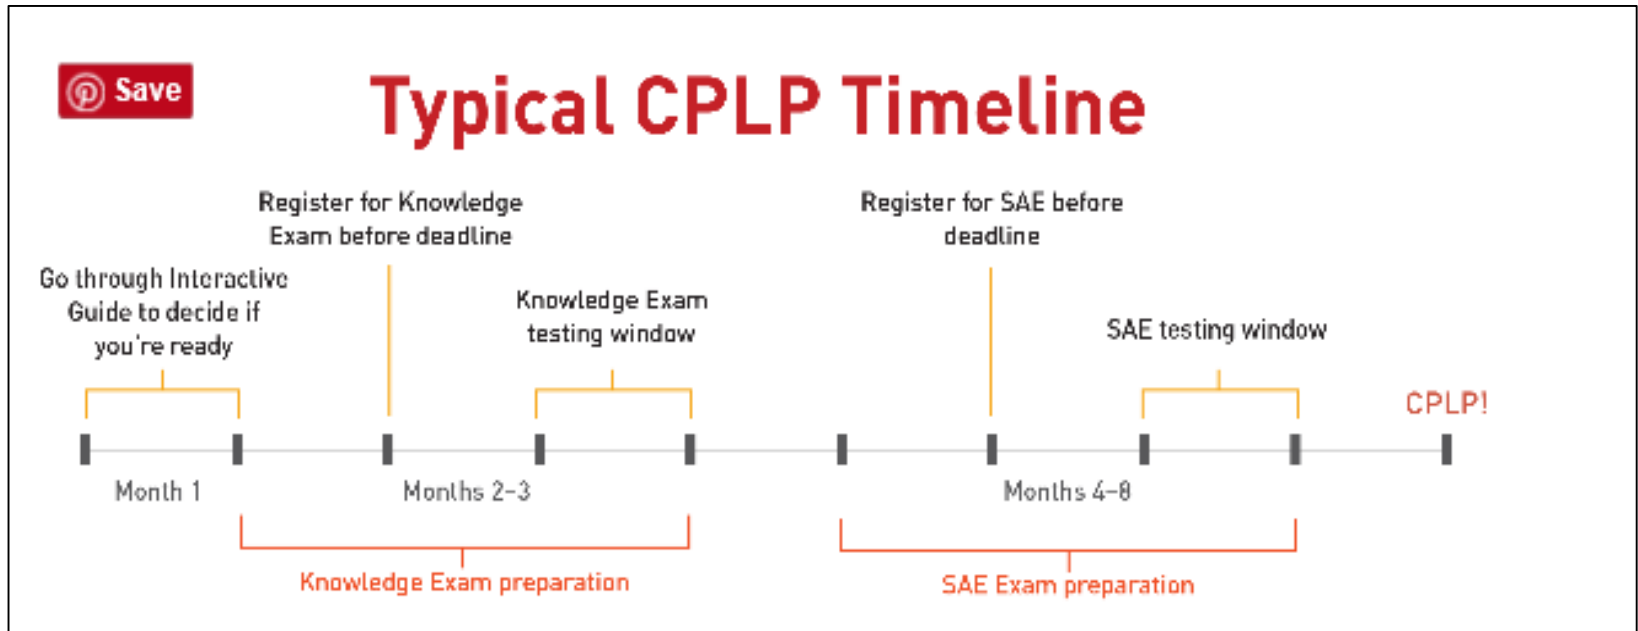 Save
Typical CPLP Timeline
Register for Knowledge
Exam before deadline
Register for SAE before
deadline
Go through Interactive
Guide to decide if
you're ready
Knowledge Exam
testing window
SAE testing window
CPLP!
Month 1
Months 2–3
Months 4–8
Knowledge Exam preparation
SAE Exam preparation